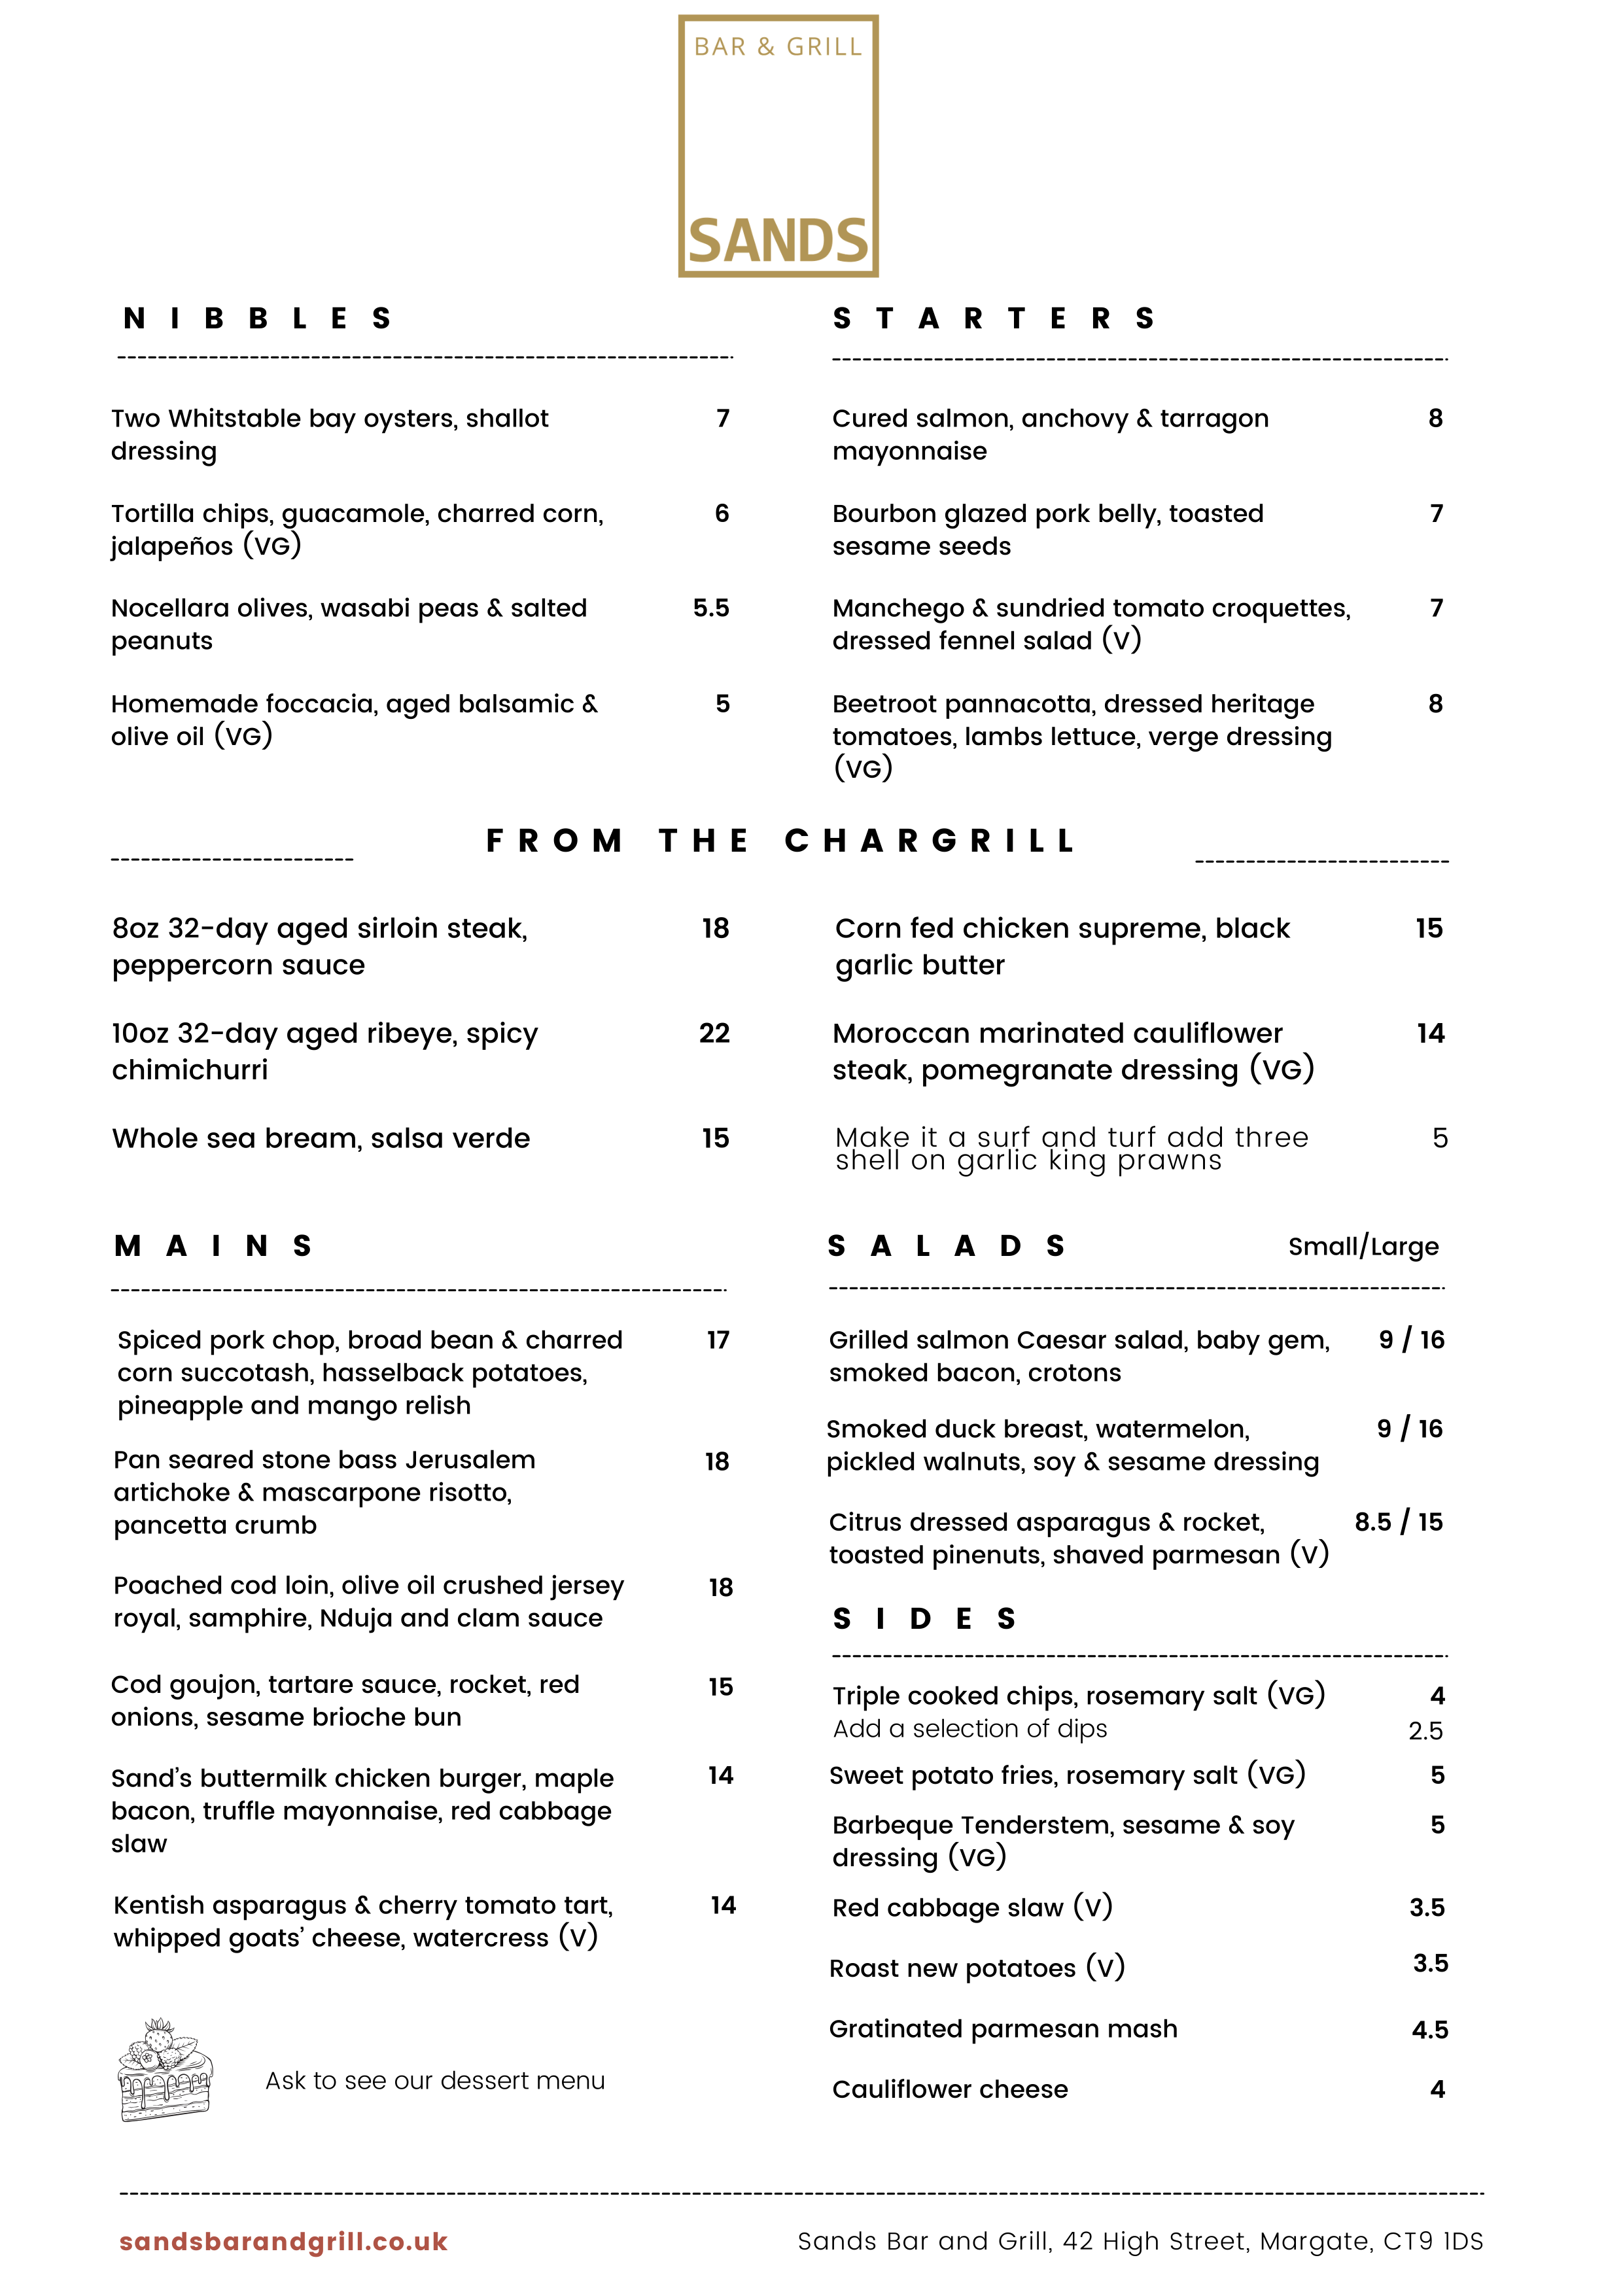 BAR & GRILL
SANDS
NIBBLES
Two Whitstable bay oysters, shallot 7
dressing
Tortilla chips, guacamole, charred corn, 6
jalapeños (VG)
Nocellara olives, wasabi peas & salted 5.5
peanuts
Homemade foccacia, aged balsamic & 5
olive oil (VG)
STARTERS
Cured salmon, anchovy & tarragon 8
mayonnaise
Bourbon glazed pork belly, toasted 7
sesame seeds
Manchego & sundried tomato croquettes, 7
dressed fennel salad (V)
Beetroot pannacotta, dressed heritage 8
tomatoes, lambs lettuce, verge dressing
(VG)
FROM THE CHARGRILL
8oz 32-day aged sirloin steak, 18
peppercorn sauce
10oz 32-day aged ribeye, spicy 22
chimichurri
Whole sea bream, salsa verde 15
Corn fed chicken supreme, black 15
garlic butter
Moroccan marinated cauliflower 14
steak, pomegranate dressing (VG)
Make it a surf and turf add three 5
shell on garlic king prawns
MAINS
Spiced pork chop, broad bean & charred 17
corn succotash, hasselback potatoes,
pineapple and mango relish
Pan seared stone bass Jerusalem 18
artichoke & mascarpone risotto,
pancetta crumb
Poached cod loin, olive oil crushed jersey 18
royal, samphire, Nduja and clam sauce
Cod goujon, tartare sauce, rocket, red 15
onions, sesame brioche bun
Sand's buttermilk chicken burger, maple 14
bacon, truffle mayonnaise, red cabbage
slaw
Kentish asparagus & cherry tomato tart, 14
whipped goats' cheese, watercress (V)
Ask to see our dessert menu
SALADS Small/Large
Grilled salmon Caesar salad, baby gem, 9 / 16
smoked bacon, crotons
Smoked duck breast, watermelon, 9 / 16
pickled walnuts, soy & sesame dressing
Citrus dressed asparagus & rocket, 8.5 / 15
toasted pinenuts, shaved parmesan (V)
SIDES
Triple cooked chips, rosemary salt (VG) 4
Add a selection of dips 2.5
Sweet potato fries, rosemary salt (VG) 5
Barbeque Tenderstem, sesame & soy 5
dressing (VG)
Red cabbage slaw (V) 3.5
Roast new potatoes (V) 3.5
Gratinated parmesan mash 4.5
Cauliflower cheese 4
sandsbarandgrill.co.uk
Sands Bar and Grill, 42 High Street, Margate, CT9 1DS